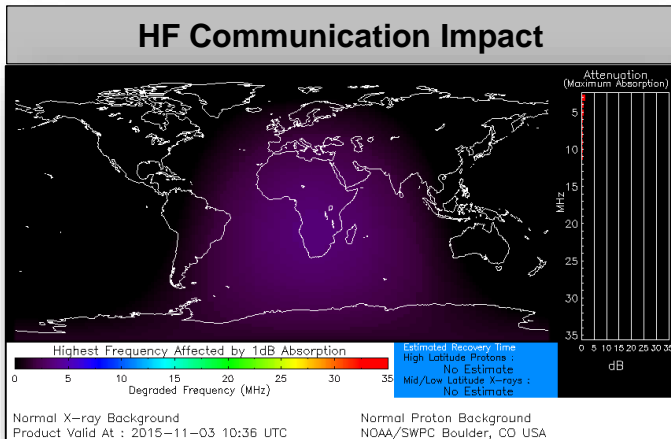 HF Communication Impact
Attenuation
(Maximum Absorption)
5
10
15
20
25
30
35
MHz
0 5 10 15 20 25 30 35
dB
Highest Frequency Affected by 1dB Absorption
0 5 10 15 20 25 30 35
Degraded Frequency (MHz)
Estimated Recovery Time
High Latitude Protons :
No Estimate
Mid/Low Latitude X-rays :
No Estimate
Normal X-ray Background
Product Valid At : 2015-11-03 10:36 UTC
Normal Proton Background
NOAA/SWPC Boulder, CO USA